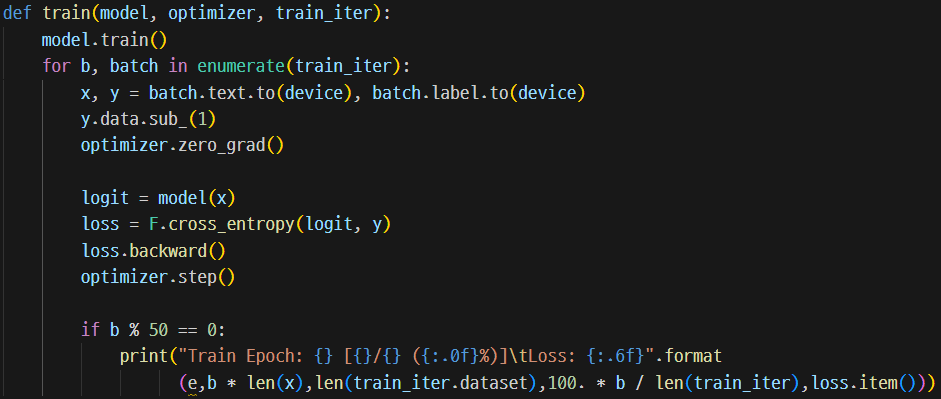 def train(model, optimizer, train_iter):
    model.train()
    for b, batch in enumerate(train_iter):
        x, y = batch.text.to(device), batch.label.to(device)
        y.data.sub_(1)
        optimizer.zero_grad()

        logit = model(x)
        loss = F.cross_entropy(logit, y)
        loss.backward()
        optimizer.step()

        if b % 50 == 0:
            print("Train Epoch: {} [{}/{} ({:.0f}%)]\tLoss: {:.6f}".format
                  (e,b * len(x),len(train_iter.dataset),100. * b / len(train_iter),loss.item()))